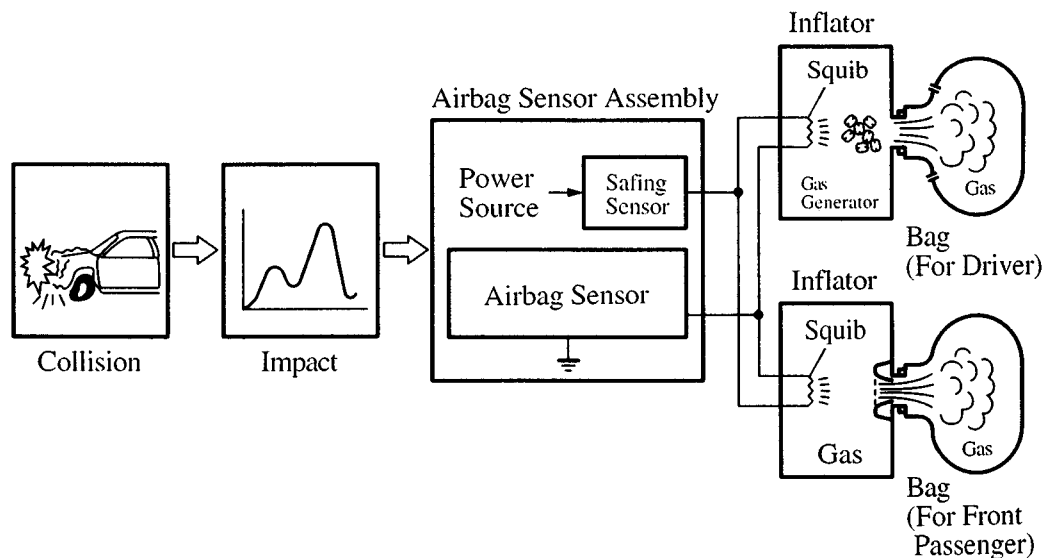 Collision
Impact
Airbag Sensor Assembly
Power
Source
Safing
Sensor
Airbag Sensor
Inflator
Squib
Gas
Generator
Gas
Bag
(For Driver)
Inflator
Squib
Gas
Gas
Bag
(For Front
Passenger)